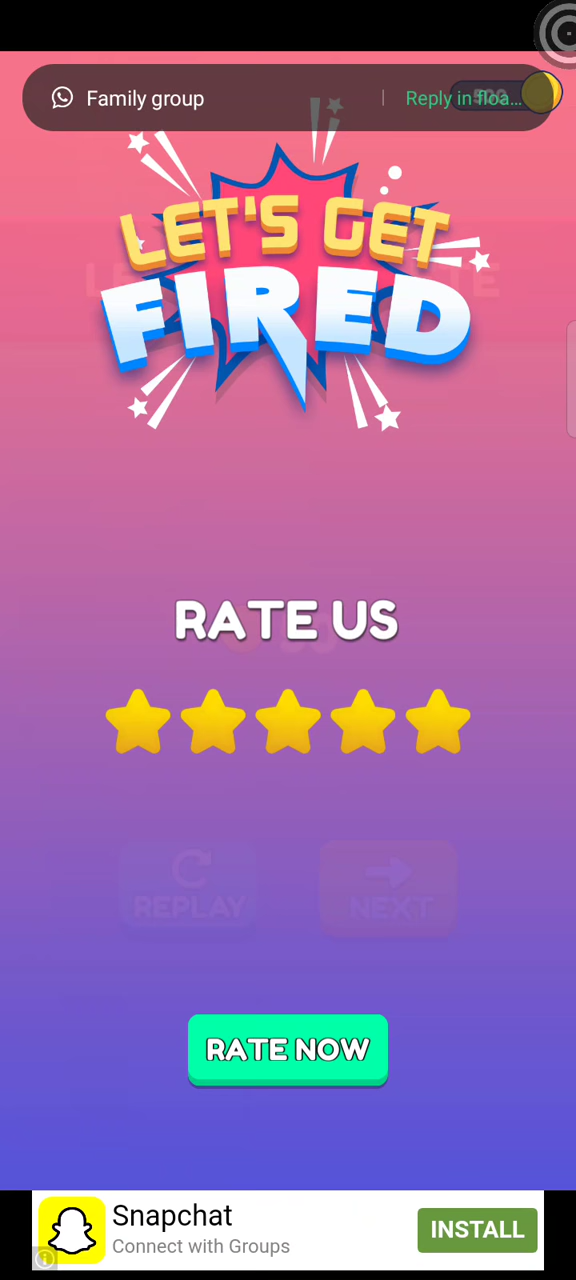 Family group
Reply in floa...
500
LET'S GET
FIRED
RATE US
REPLAY
NEXT
RATE NOW
Snapchat
Connect with Groups
INSTALL